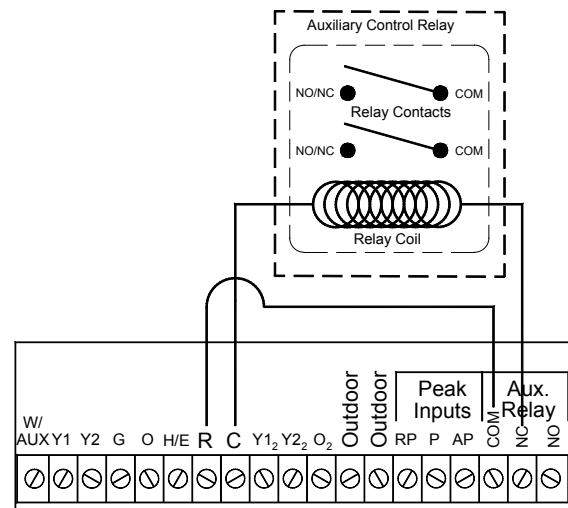 Auxiliary Control Relay
NO/NC COM
Relay Contacts
NO/NC COM
Relay Coil
Peak Inputs
Aux. Relay
W/AUX Y1 Y2 G O H/E R C Y1₂ Y2₂ O₂ Outdoor Outdoor RP P AP COM NC NO